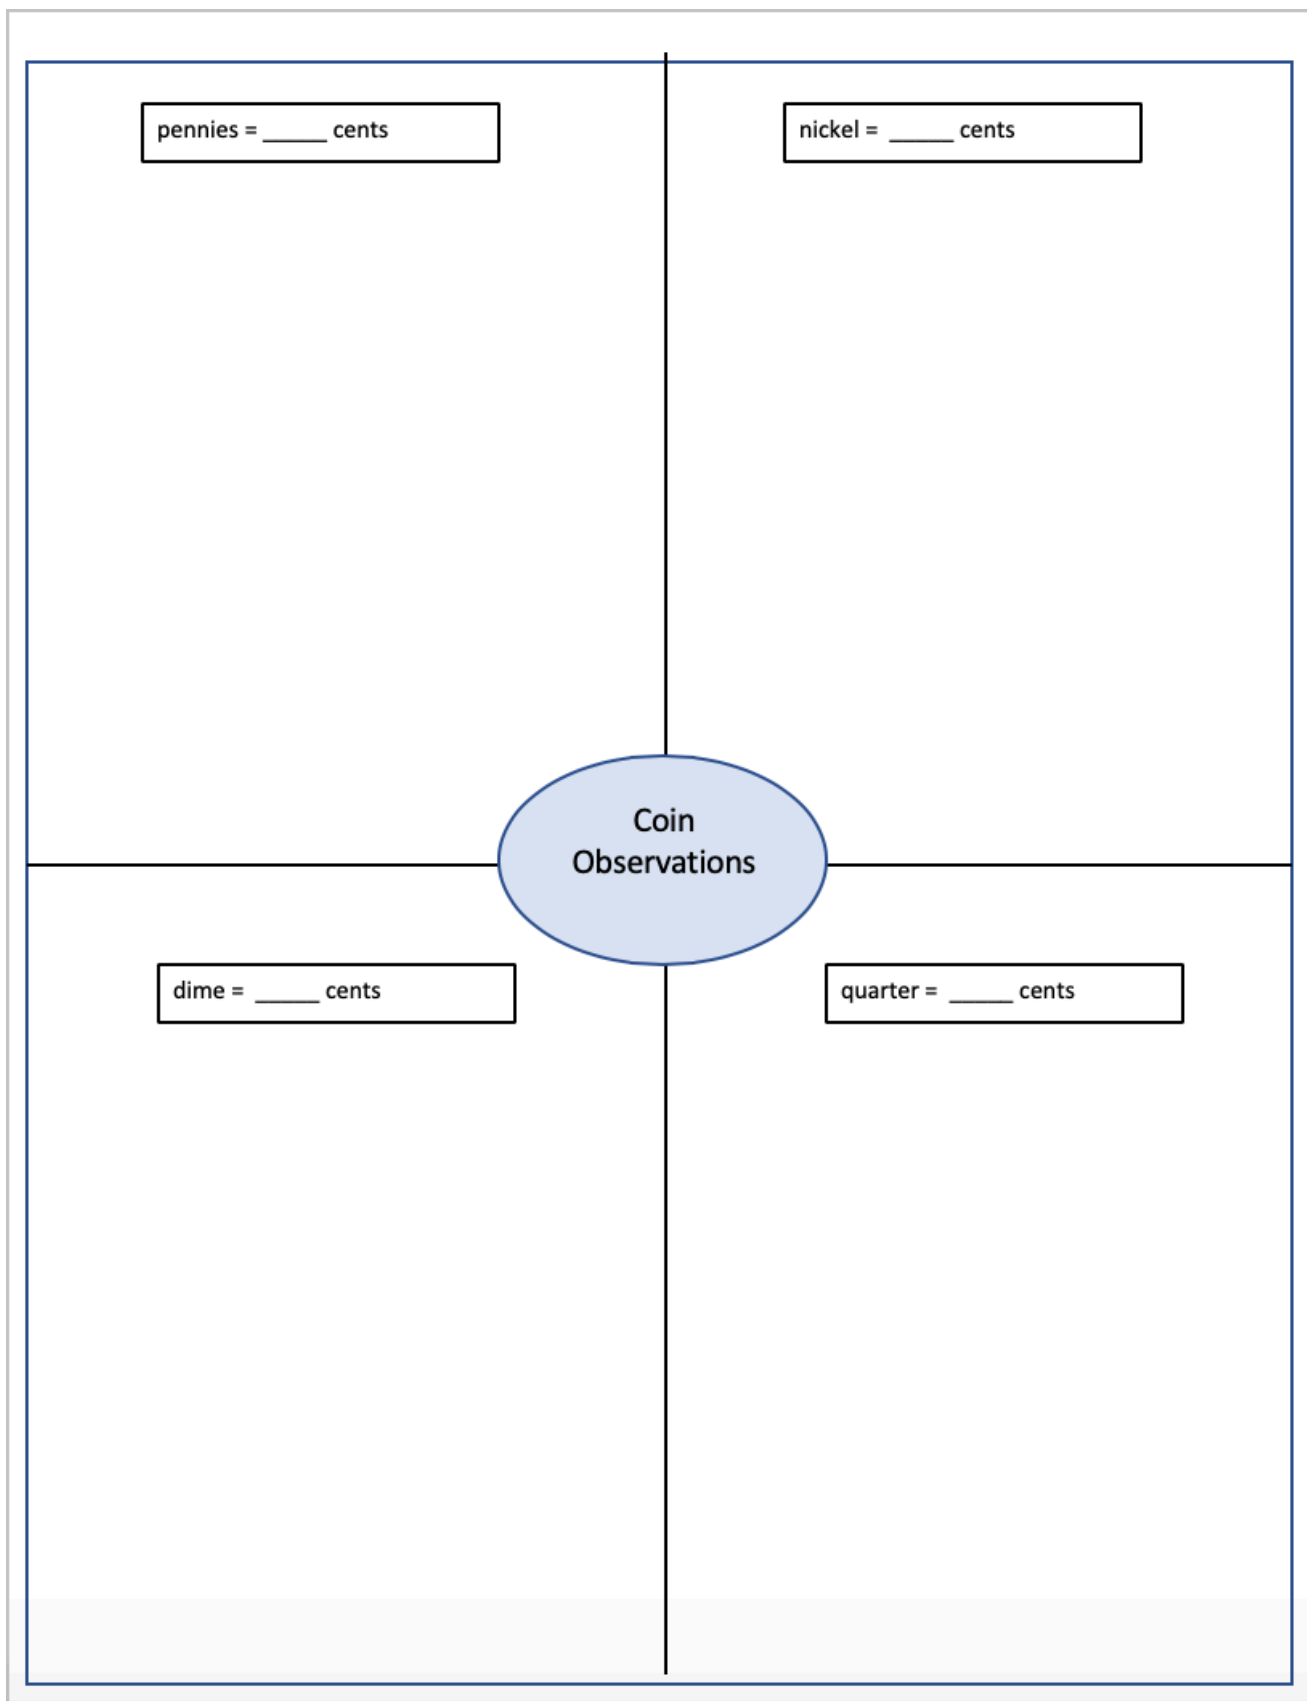 pennies = _____ cents
nickel = _____ cents
Coin
Observations
dime = _____ cents
quarter = _____ cents